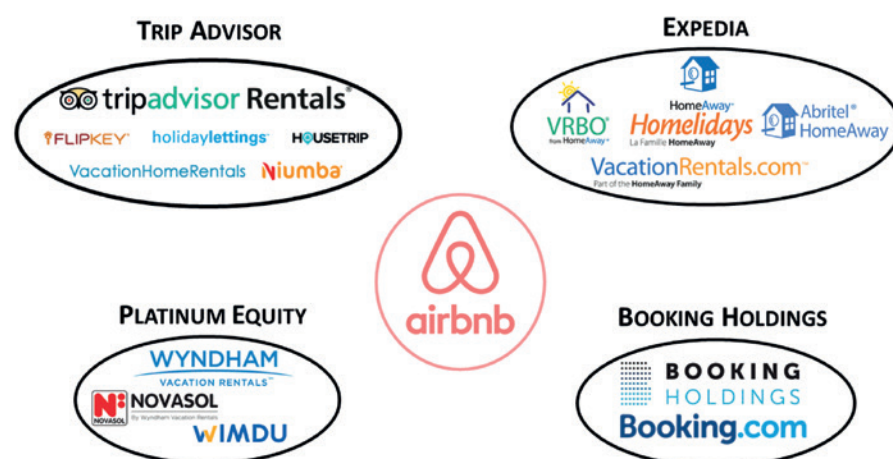 TRIP ADVISOR
tripadvisor Rentals®
FLIPKEY
holidaylettings
HOUSETRIP
VacationHomeRentals
Niumba
EXPEDIA
HomeAway
VRBO®
from HomeAway
Homelidays
La Famille HomeAway
Abritel®
HomeAway
VacationRentals.com™
Part of the HomeAway Family
airbnb
PLATINUM EQUITY
WYNDHAM
VACATION RENTALS
N:
NOVASOL
NOVASOL
By Wyndham Vacation Rentals
WIMDU
BOOKING HOLDINGS
BOOKING
HOLDINGS
Booking.com